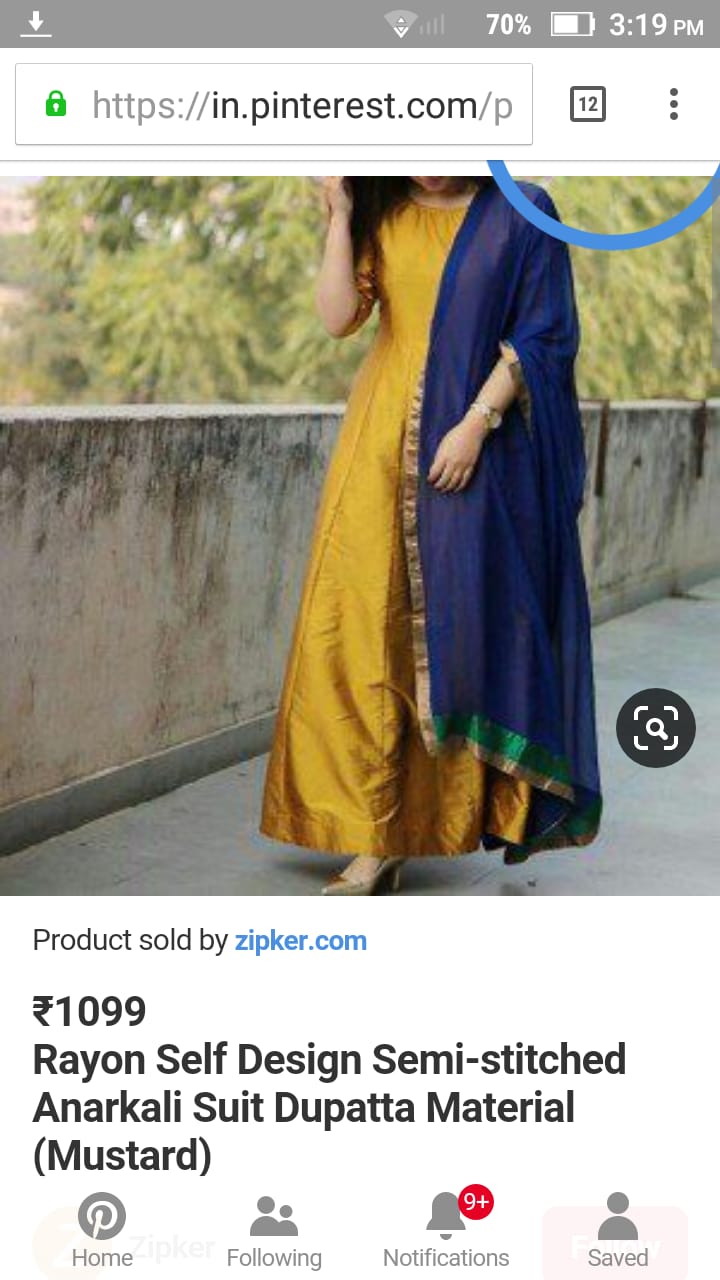 70% 3:19 PM
https://in.pinterest.com/p 12
Product sold by zipker.com
₹1099
Rayon Self Design Semi-stitched
Anarkali Suit Dupatta Material
(Mustard)
9+
Zipker Follow
Home Following Notifications Saved